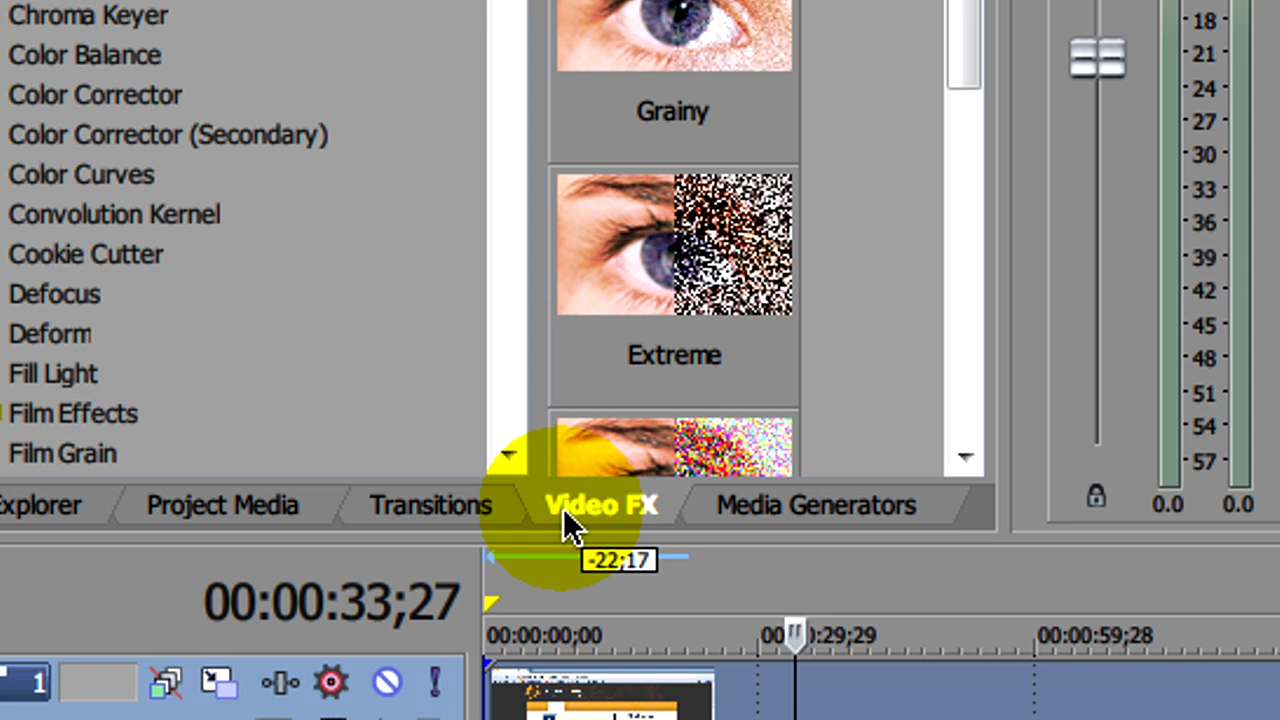 Chroma Keyer
Color Balance
Color Corrector
Color Corrector (Secondary)
Color Curves
Convolution Kernel
Cookie Cutter
Defocus
Deform
Fill Light
Film Effects
Film Grain
Grainy
Extreme
18
21
24
27
30
33
36
39
42
45
48
51
54
57
0.0 0.0
Explorer Project Media Transitions Video FX Media Generators
-22;17
00:00:33;27
00:00:00;00 00:00:29;29 00:00:59;28
1